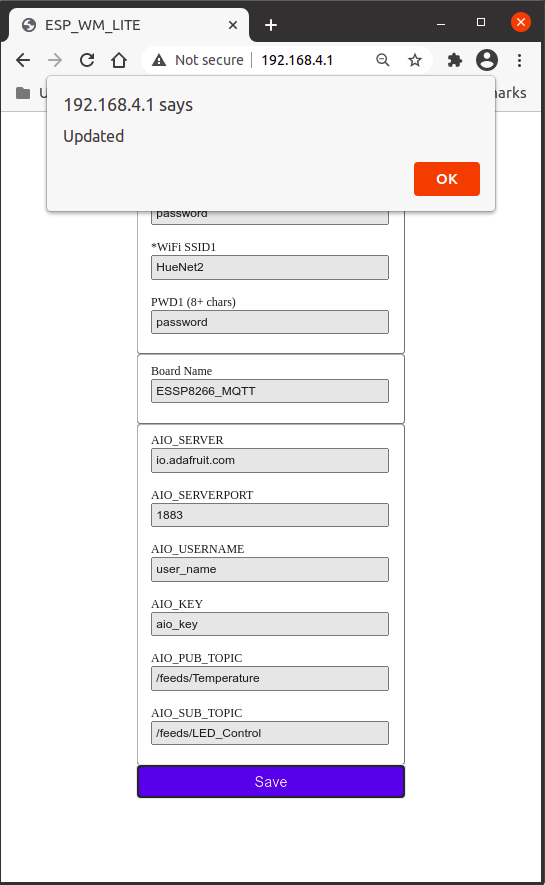 ESP_WM_LITE
Not secure
192.168.4.1
arks
192.168.4.1 says
Updated
OK
password
*WiFi SSID1
HueNet2
PWD1 (8+ chars)
password
Board Name
ESSP8266_MQTT
AIO_SERVER
io.adafruit.com
AIO_SERVERPORT
1883
AIO_USERNAME
user_name
AIO_KEY
aio_key
AIO_PUB_TOPIC
/feeds/Temperature
AIO_SUB_TOPIC
/feeds/LED_Control
Save